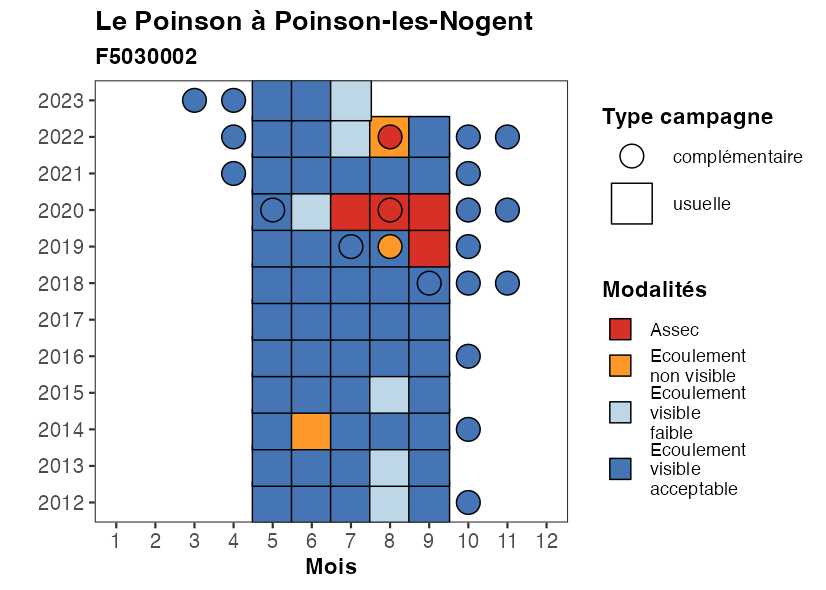 Le Poinson à Poinson-les-Nogent
F5030002
2023
2022
2021
2020
2019
2018
2017
2016
2015
2014
2013
2012
1 2 3 4 5 6 7 8 9 10 11 12
Mois
Type campagne
complémentaire
usuelle
Modalités
Assec
Ecoulement
non visible
Ecoulement
visible
faible
Ecoulement
visible
acceptable